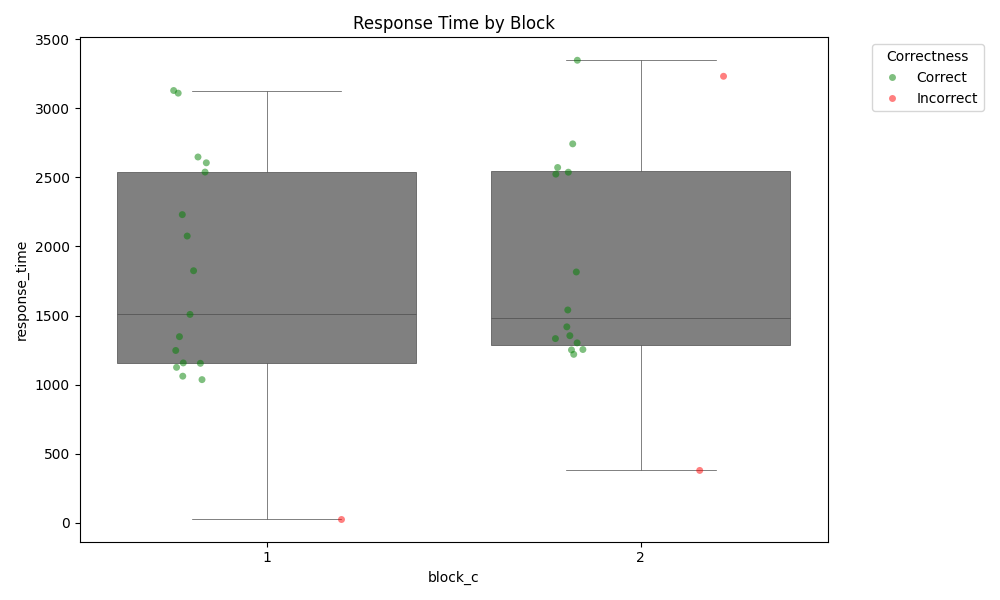 Response Time by Block
3500
3000
2500
2000
1500
1000
500
0
response_time
1
2
block_c
Correctness
Correct
Incorrect